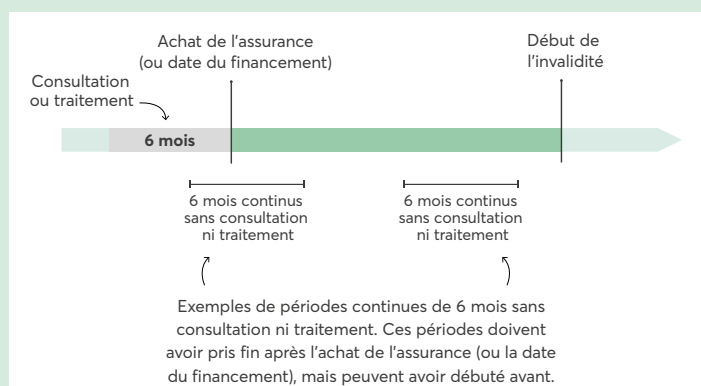 Achat de l'assurance
(ou date du financement)
Début de
l'invalidité
Consultation
ou traitement
6 mois
6 mois continus
sans consultation
ni traitement
6 mois continus
sans consultation
ni traitement
Exemples de périodes continues de 6 mois sans
consultation ni traitement. Ces périodes doivent
avoir pris fin après l'achat de l'assurance (ou la date
du financement), mais peuvent avoir débuté avant.